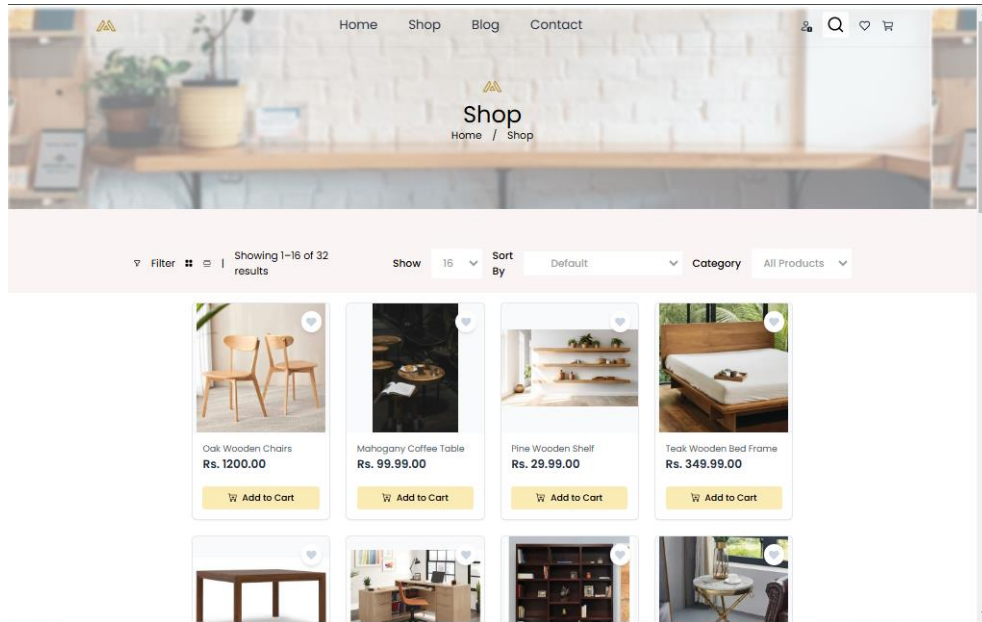 Home Shop Blog Contact
Shop
Home / Shop
Filter | Showing 1–16 of 32
results
Show 16 Sort
By Default Category All Products
Oak Wooden Chairs
Rs. 1200.00
Add to Cart
Mahogany Coffee Table
Rs. 99.99.00
Add to Cart
Pine Wooden Shelf
Rs. 29.99.00
Add to Cart
Teak Wooden Bed Frame
Rs. 349.99.00
Add to Cart